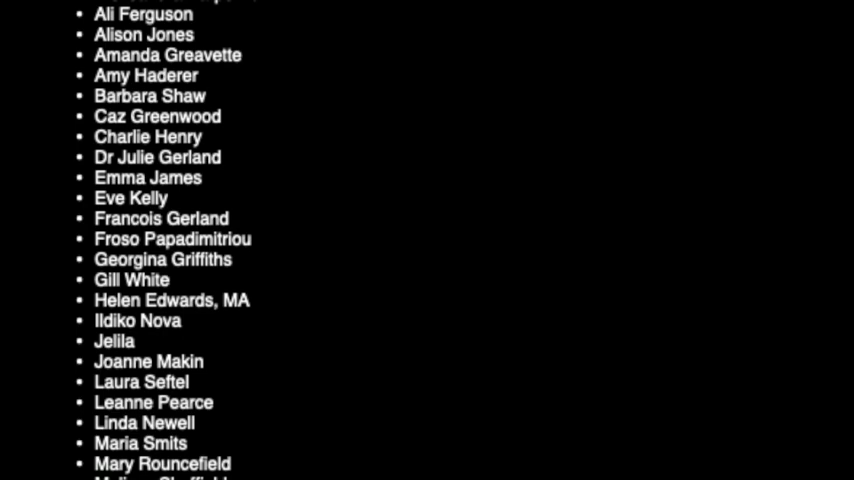 • Ali Ferguson
• Alison Jones
• Amanda Greavette
• Amy Haderer
• Barbara Shaw
• Caz Greenwood
• Charlie Henry
• Dr Julie Gerland
• Emma James
• Eve Kelly
• Francois Gerland
• Froso Papadimitriou
• Georgina Griffiths
• Gill White
• Helen Edwards, MA
• Ildiko Nova
• Jelila
• Joanne Makin
• Laura Seftel
• Leanne Pearce
• Linda Newell
• Maria Smits
• Mary Rouncefield